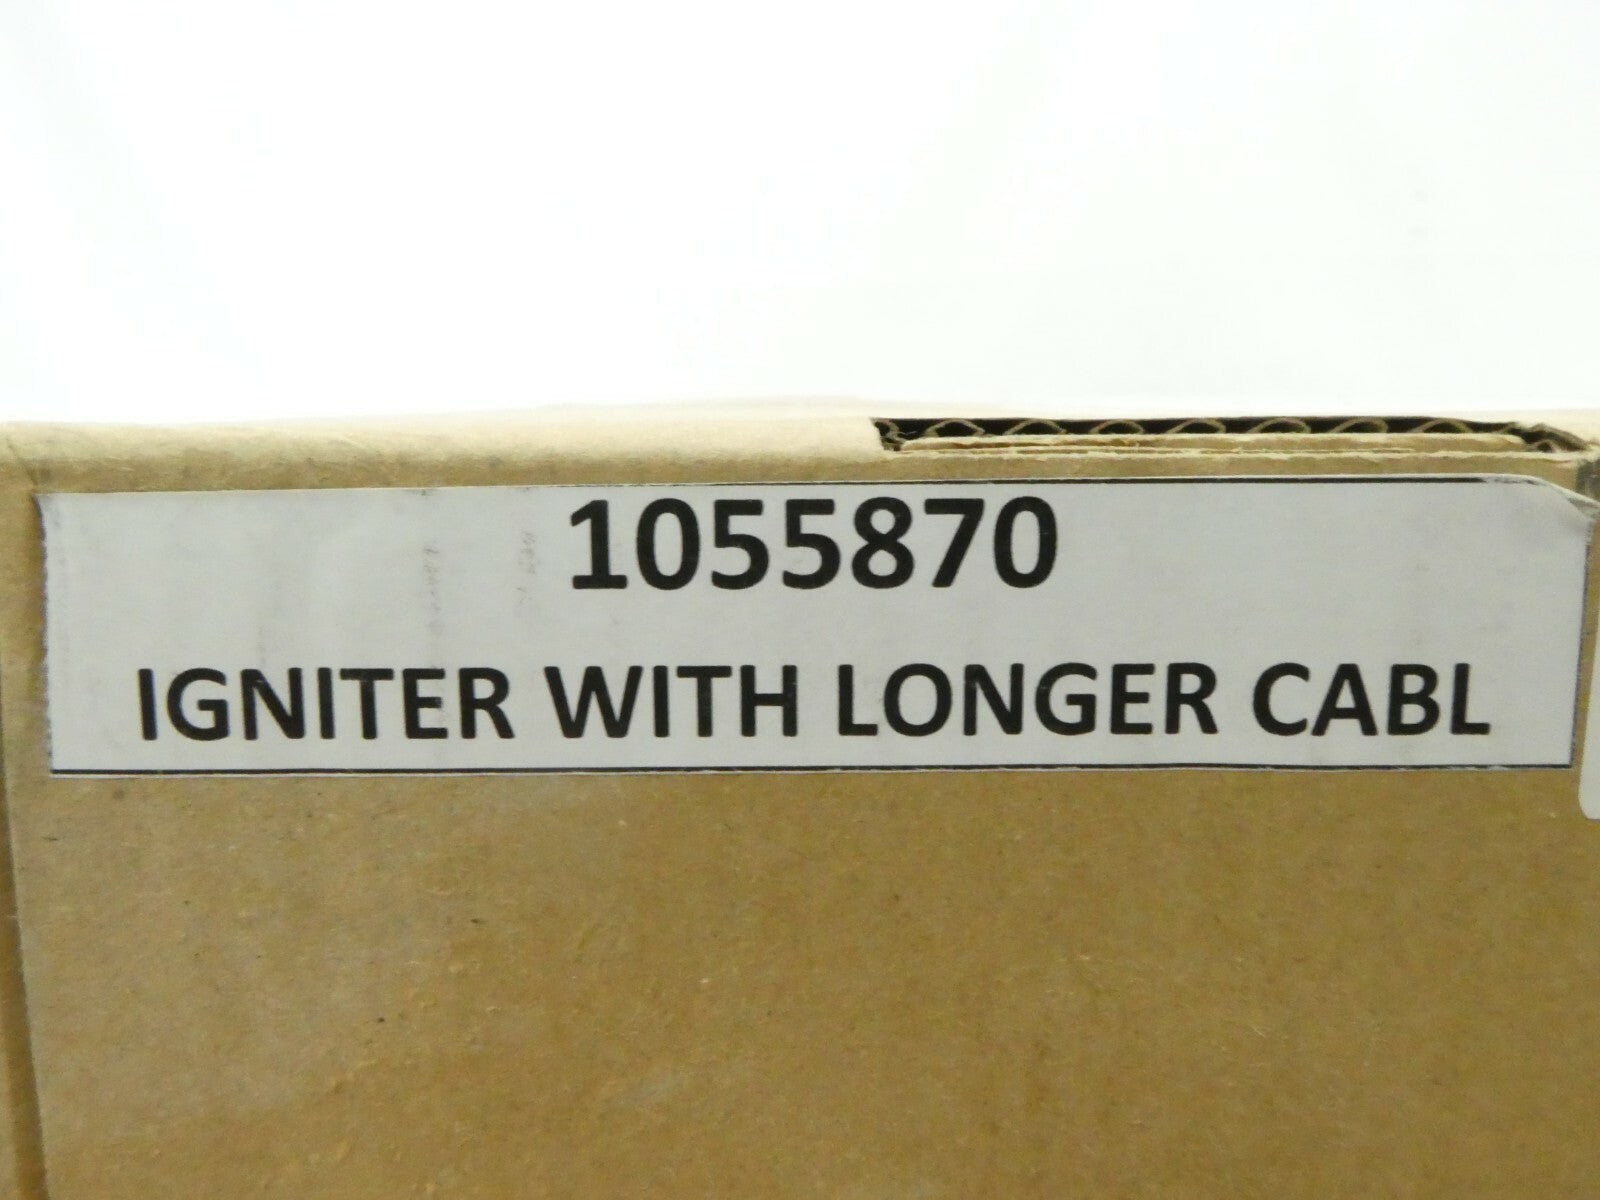 1055870
IGNITER WITH LONGER CABL